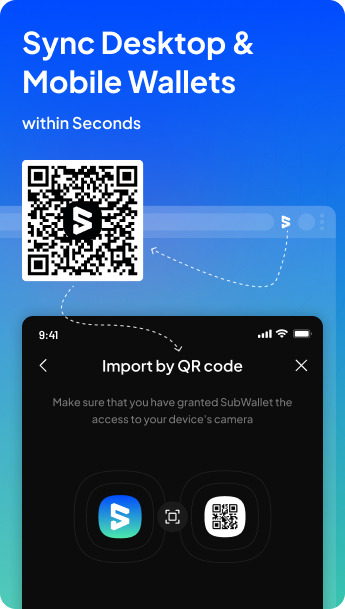 Sync Desktop &
Mobile Wallets
within Seconds
9:41
Import by QR code
Make sure that you have granted SubWallet the
access to your device's camera